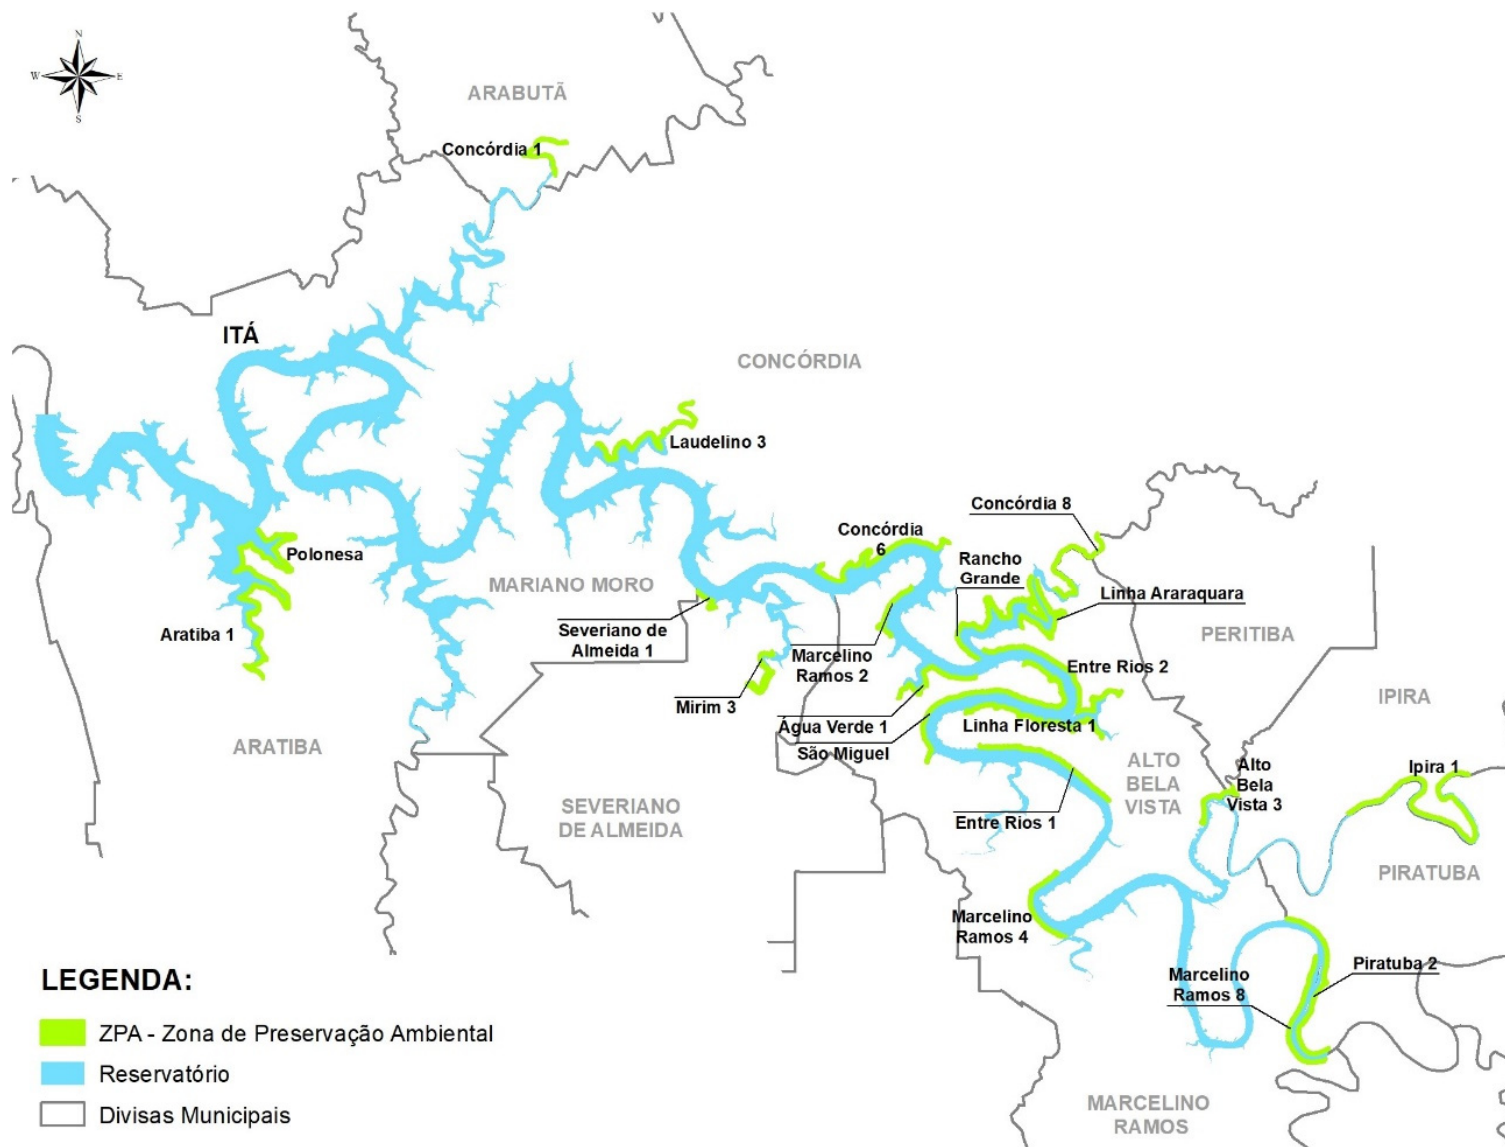 N
W
E
S
ARABUTÃ
Concórdia 1
ITÁ
CONCÓRDIA
Laudelino 3
Concórdia 8
Concórdia
6
Rancho
Grande
Polonesa
MARIANO MORO
Linha Araraquara
Aratiba 1
Severiano de
Almeida 1
PERITIBA
Marcelino
Ramos 2
Entre Rios 2
Mirim 3
IPIRA
Água Verde 1
Linha Floresta 1
ARATIBA
São Miguel
ALTO
BELA
VISTA
Alto
Bela
Vista 3
Ipira 1
SEVERIANO
DE ALMEIDA
Entre Rios 1
PIRATUBA
Marcelino
Ramos 4
Piratuba 2
Marcelino
Ramos 8
LEGENDA:
ZPA - Zona de Preservação Ambiental
Reservatório
Divisas Municipais
MARCELINO
RAMOS